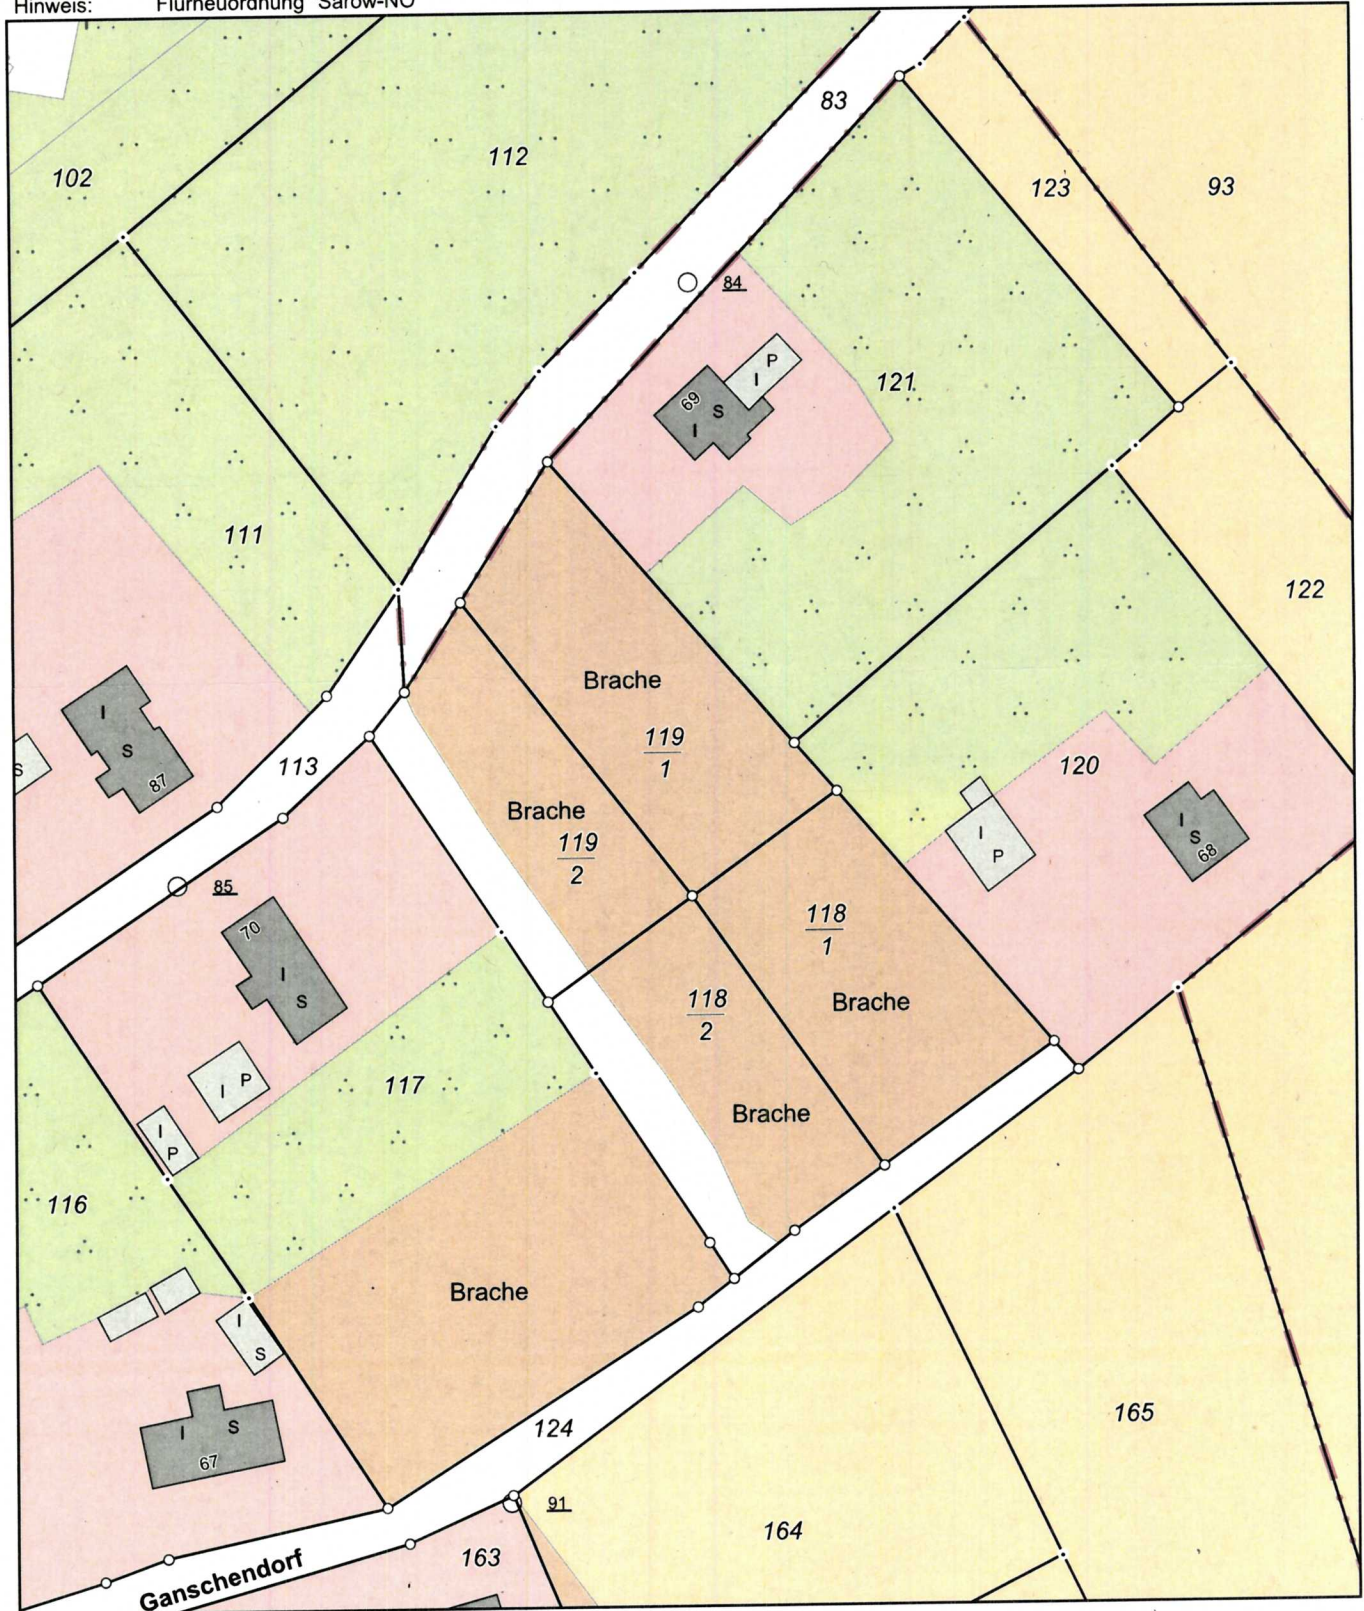 Hinweis: Flurneuordnung "Sarow-NO"
83
112
102
123
93
84
P
I
69
S
I
121
111
122
Brache
119
1
I
S
87
S
113
120
Brache
119
2
I
S
68
I
P
85
118
1
70
I
S
118
2
Brache
I P
117
Brache
I
P
116
Brache
I
S
I S
67
124
165
91
164
163
Ganschendorf